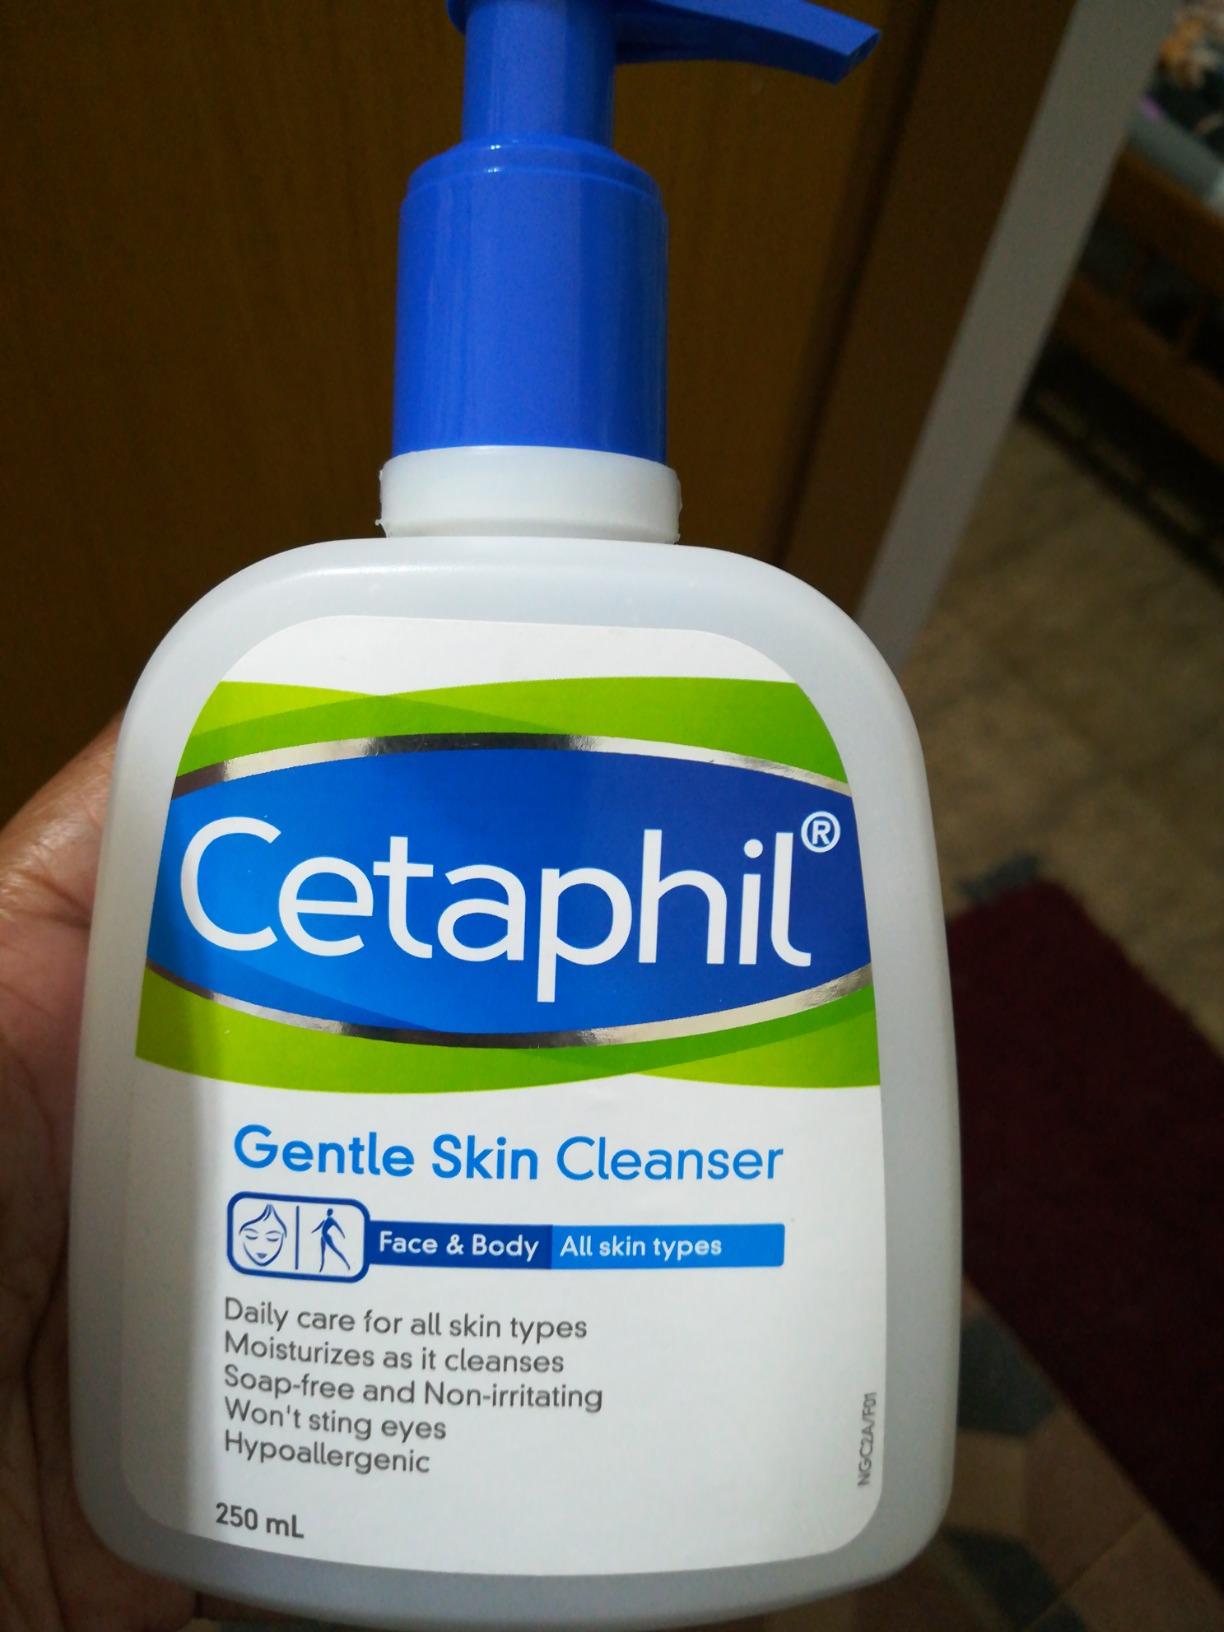 Cetaphil®
Gentle Skin Cleanser
Face & Body All skin types
Daily care for all skin types
Moisturizes as it cleanses
Soap-free and Non-irritating
Won't sting eyes
Hypoallergenic
250 mL
NGC2A/F01